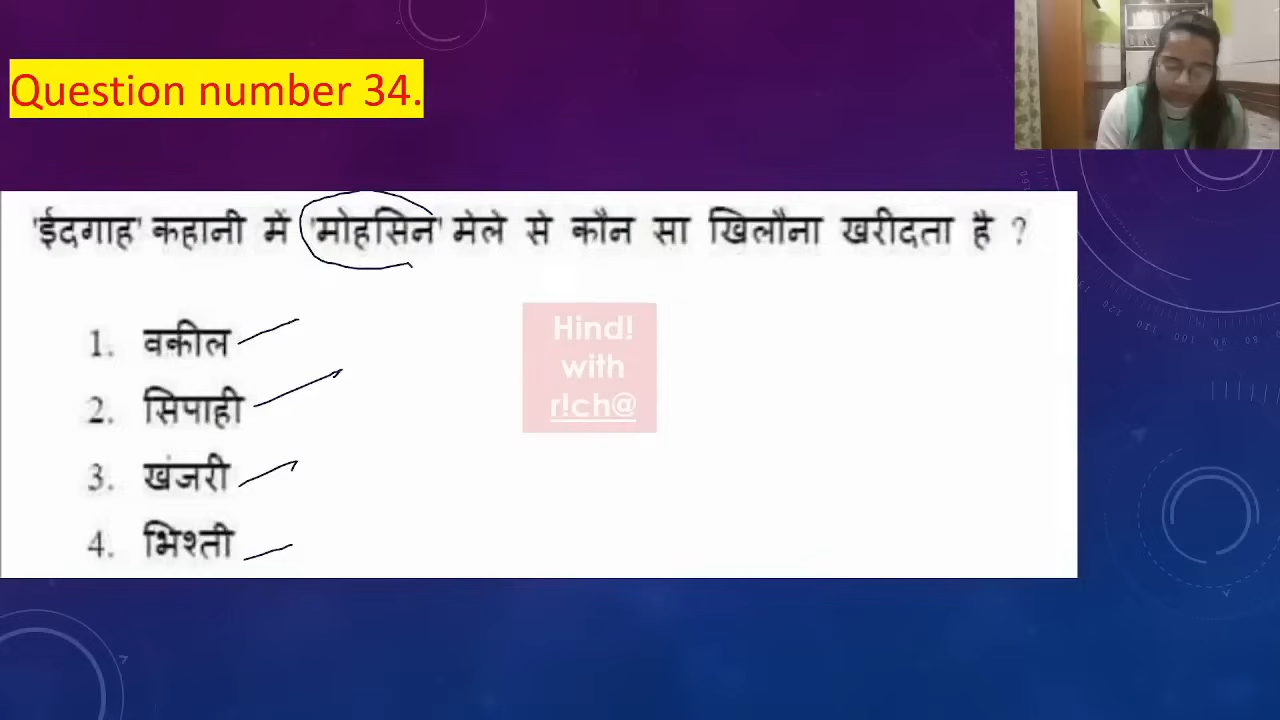 Question number 34.
'ईदगाह' कहानी में 'मोहसिन' मेले से कौन सा खिलौना खरीदता है ?
1. वकील
2. सिपाही
3. खंजरी
4. भिश्ती
Hind!
with
r!ch@